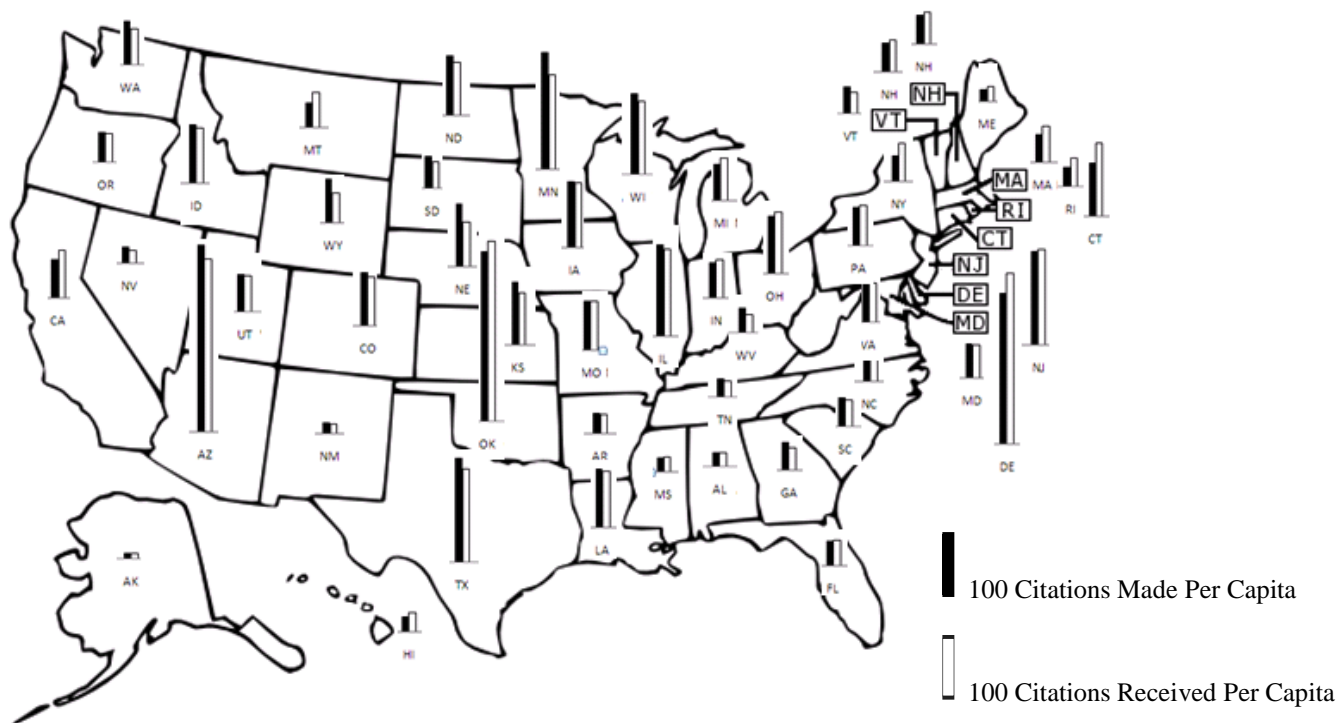 NH
NH
NH
WA
MT
ND
VT
VT
ME
OR
ID
SD
MN
WI
MI
NY
MA
MA
RI
RI
CT
CT
WY
NV
NE
IA
PA
NJ
CA
UT
CO
KS
MO
IL
IN
OH
WV
VA
DE
MD
NJ
AZ
NM
OK
AR
TN
NC
MD
SC
DE
MS
AL
GA
AK
TX
LA
FL
HI
100 Citations Made Per Capita
100 Citations Received Per Capita